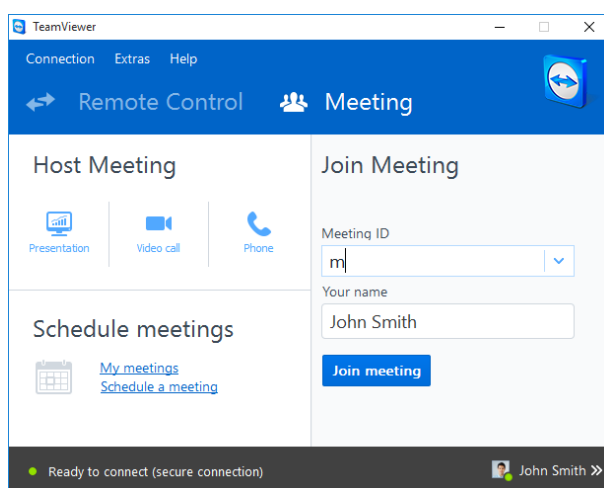 TeamViewer
Connection Extras Help
Remote Control Meeting
Host Meeting
Presentation Video call Phone
Schedule meetings
My meetings
Schedule a meeting
Join Meeting
Meeting ID
m
Your name
John Smith
Join meeting
Ready to connect (secure connection)
John Smith